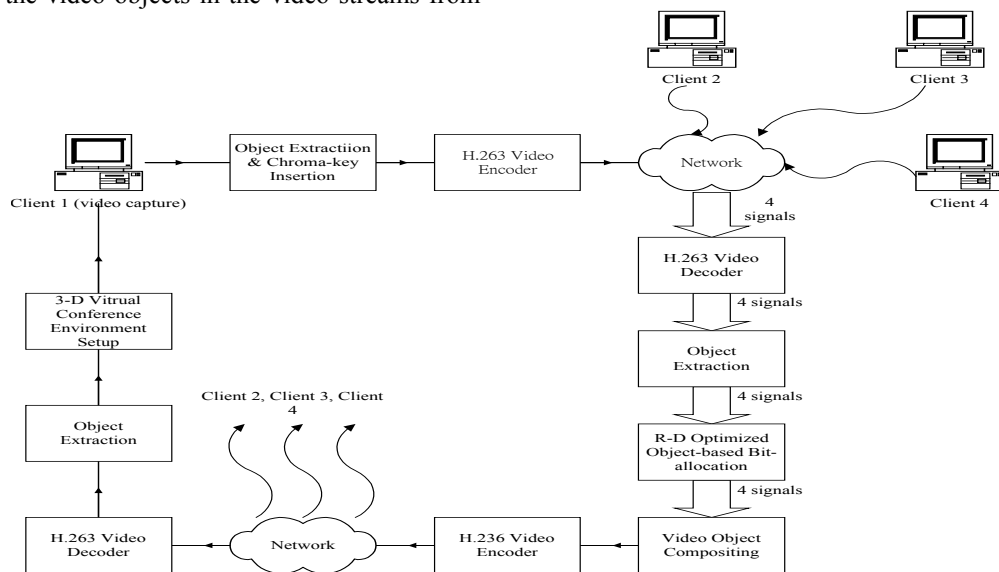 the video objects in the video streams from
Client 2
Client 3
Object Extractiion
& Chroma-key
Insertion
H.263 Video
Encoder
Network
Client 1 (video capture)
Client 4
4
signals
H.263 Video
Decoder
4 signals
3-D Vitrual
Conference
Environment
Setup
Object
Extraction
4 signals
Client 2, Client 3, Client
4
Object
Extraction
R-D Optimized
Object-based Bit-
allocation
4 signals
H.263 Video
Decoder
Network
H.236 Video
Encoder
Video Object
Compositing